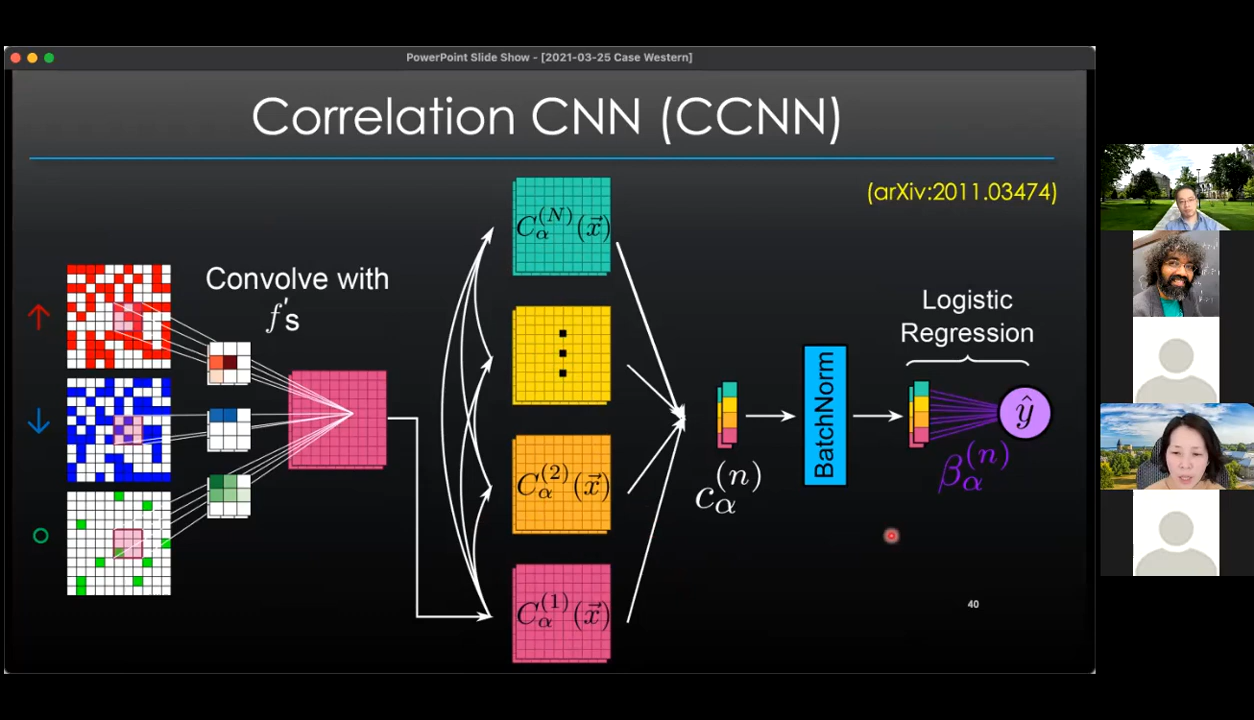 PowerPoint Slide Show - [2021-03-25 Case Western]
Correlation CNN (CCNN)
(arXiv:2011.03474)
Convolve with
f's
↑
↓
○
C_α^(N)(x⃗)
⋮
C_α^(2)(x⃗)
C_α^(1)(x⃗)
c_α^(n)
BatchNorm
Logistic
Regression
ŷ
β_α^(n)
40